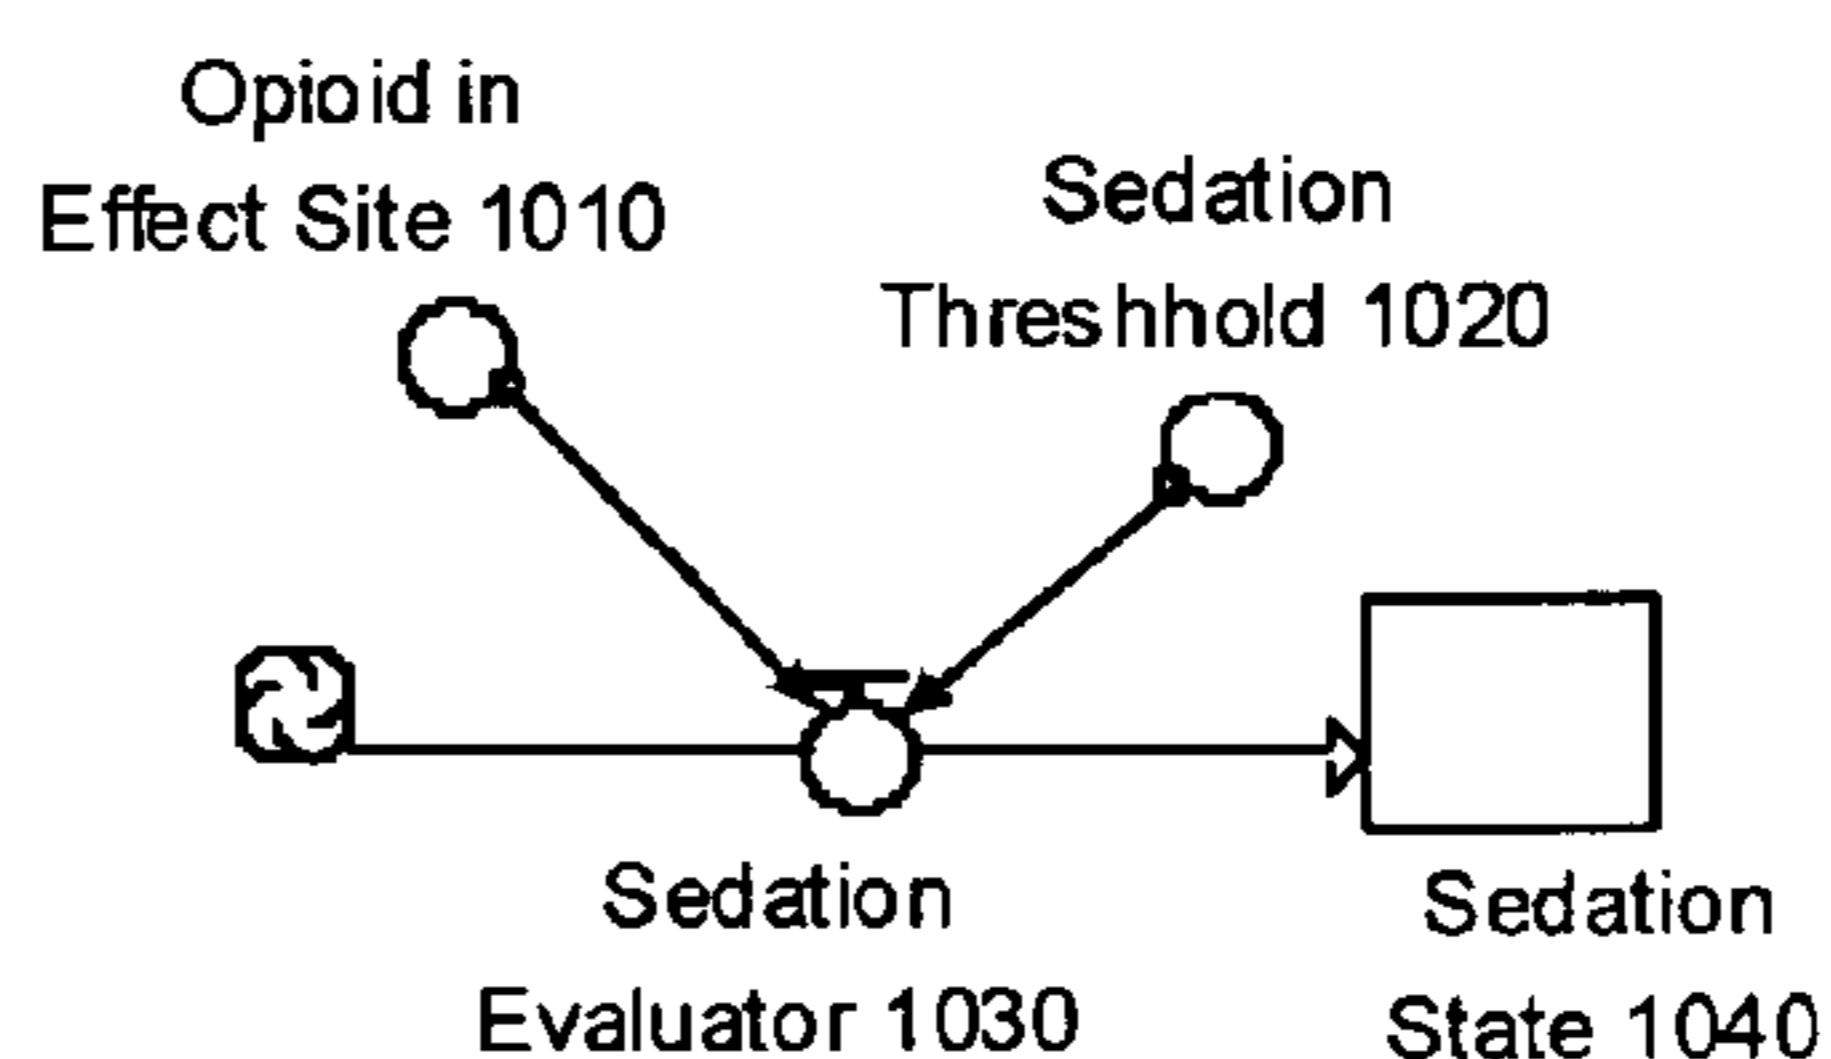 Opioid in
Effect Site 1010
Sedation
Threshhold 1020
Sedation
Evaluator 1030
Sedation
State 1040